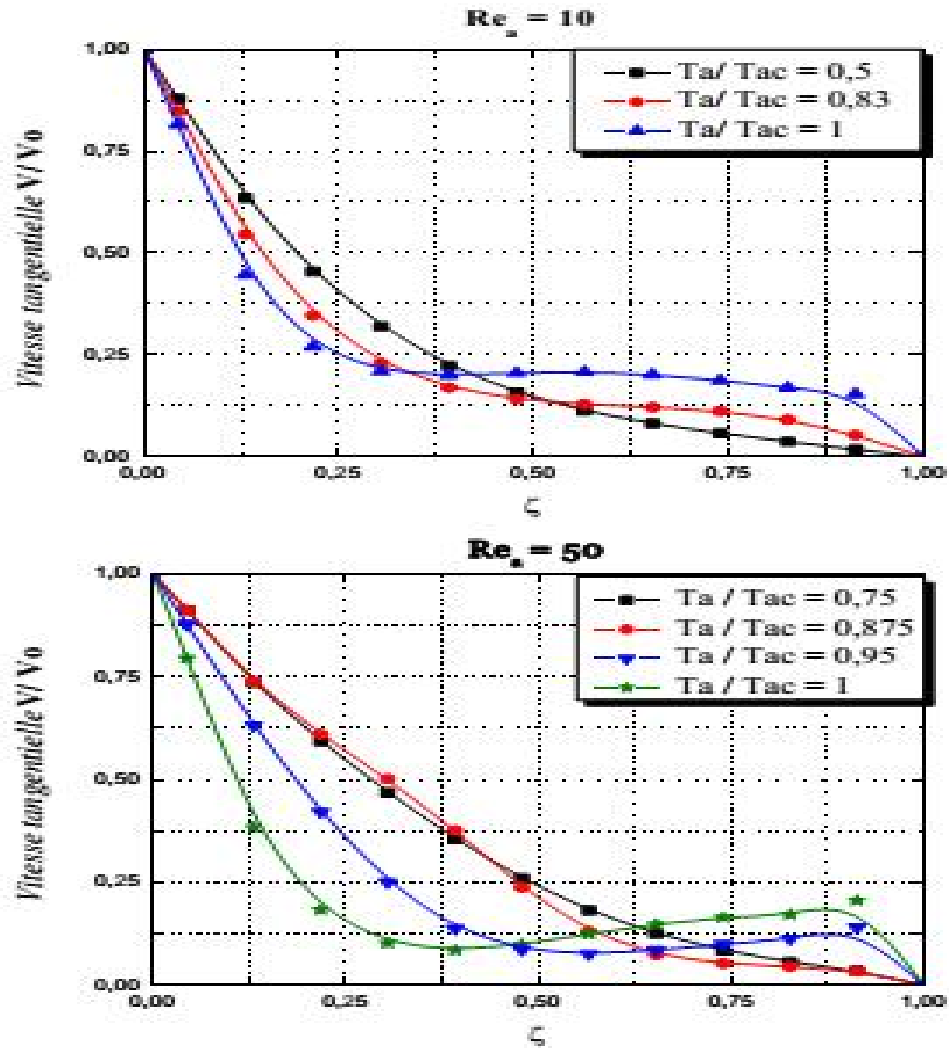 Re a = 10
1,00
0,75
0,50
0,25
0,00
Vitesse tangentielle V/ Vo
Ta/ Tac = 0,5
Ta/ Tac = 0,83
Ta/ Tac = 1
0,00 0,25 0,50 0,75 1,00
ζ
Re a = 50
1,00
0,75
0,50
0,25
0,00
Vitesse tangentielle V/ Vo
Ta / Tac = 0,75
Ta / Tac = 0,875
Ta / Tac = 0,95
Ta / Tac = 1
0,00 0,25 0,50 0,75 1,00
ζ